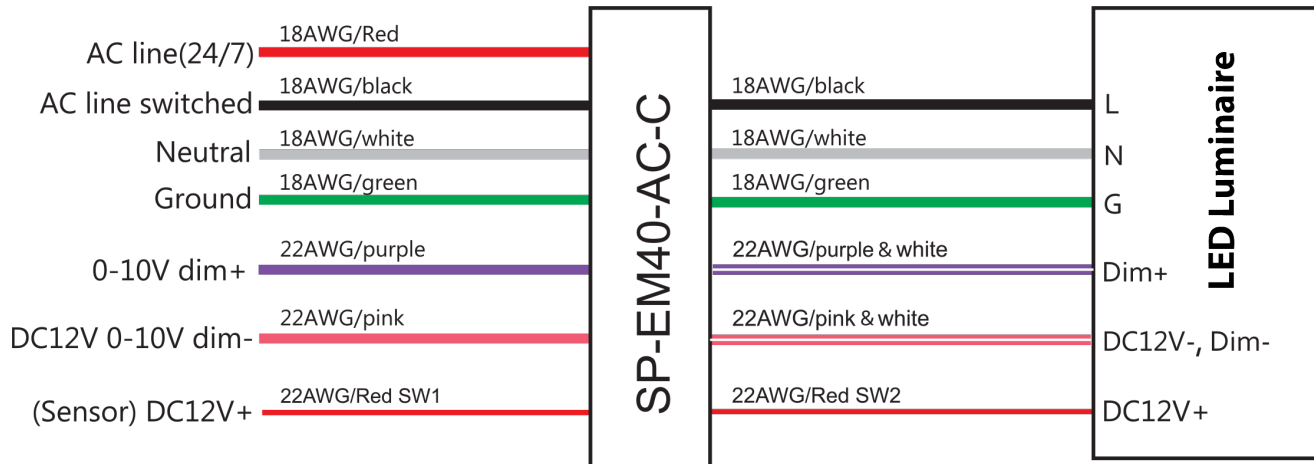 AC line(24/7) 18AWG/Red
AC line switched 18AWG/black 18AWG/black L
Neutral 18AWG/white 18AWG/white N
Ground 18AWG/green 18AWG/green G
0-10V dim+ 22AWG/purple 22AWG/purple & white Dim+
DC12V 0-10V dim- 22AWG/pink 22AWG/pink & white DC12V-, Dim-
(Sensor) DC12V+ 22AWG/Red SW1 22AWG/Red SW2 DC12V+
SP-EM40-AC-C
LED Luminaire